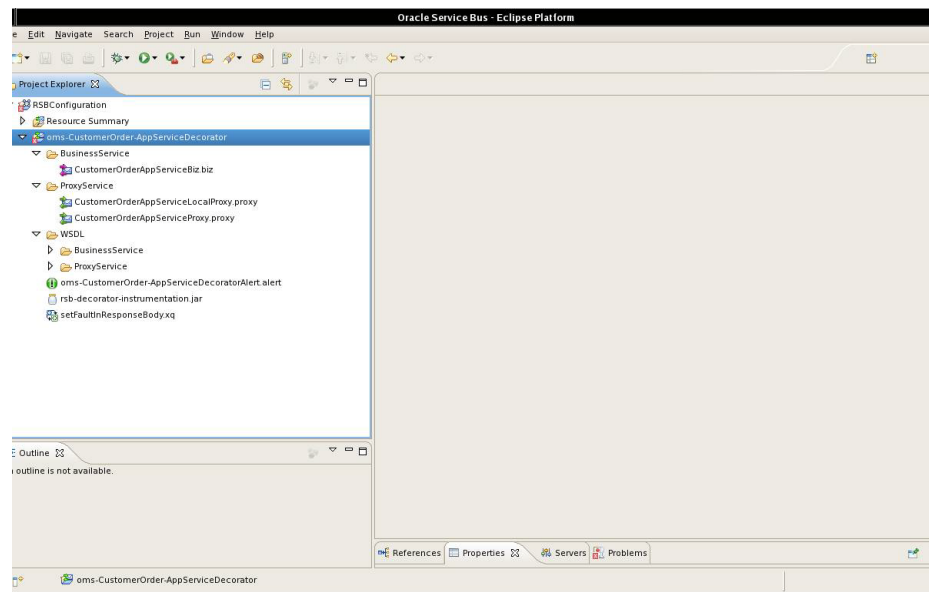 Oracle Service Bus - Eclipse Platform
e Edit Navigate Search Project Run Window Help
Project Explorer
RSBConfiguration
Resource Summary
oms-CustomerOrder-AppServiceDecorator
BusinessService
CustomerOrderAppServiceBiz.biz
ProxyService
CustomerOrderAppServiceLocalProxy.proxy
CustomerOrderAppServiceProxy.proxy
WSDL
BusinessService
ProxyService
oms-CustomerOrder-AppServiceDecoratorAlert.alert
rsb-decorator-instrumentation.jar
setFaultInResponseBody.xq
Outline
outline is not available.
References Properties Servers Problems
oms-CustomerOrder-AppServiceDecorator